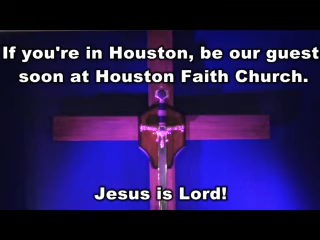 If you're in Houston, be our guest
soon at Houston Faith Church.
Jesus is Lord!